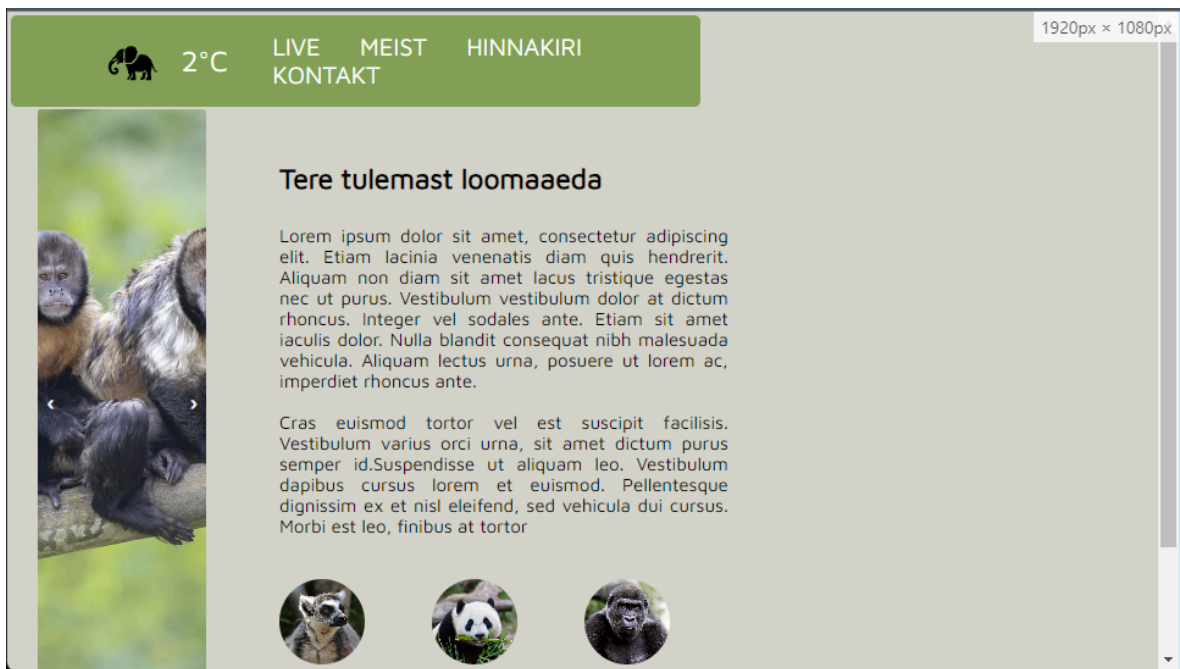 1920px × 1080px
2°C
LIVE MEIST HINNAKIRI
KONTAKT
Tere tulemast loomaaeda
Lorem ipsum dolor sit amet, consectetur adipiscing
elit. Etiam lacinia venenatis diam quis hendrerit.
Aliquam non diam sit amet lacus tristique egestas
nec ut purus. Vestibulum vestibulum dolor at dictum
rhoncus. Integer vel sodales ante. Etiam sit amet
iaculis dolor. Nulla blandit consequat nibh malesuada
vehicula. Aliquam lectus urna, posuere ut lorem ac,
imperdiet rhoncus ante.
Cras euismod tortor vel est suscipit facilisis.
Vestibulum varius orci urna, sit amet dictum purus
semper id.Suspendisse ut aliquam leo. Vestibulum
dapibus cursus lorem et euismod. Pellentesque
dignissim ex et nisl eleifend, sed vehicula dui cursus.
Morbi est leo, finibus at tortor